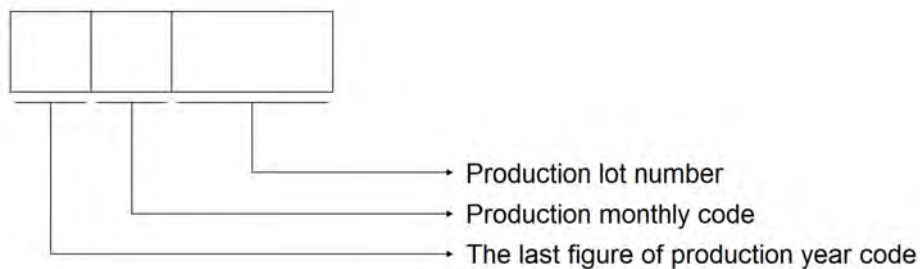 Production lot number
Production monthly code
The last figure of production year code